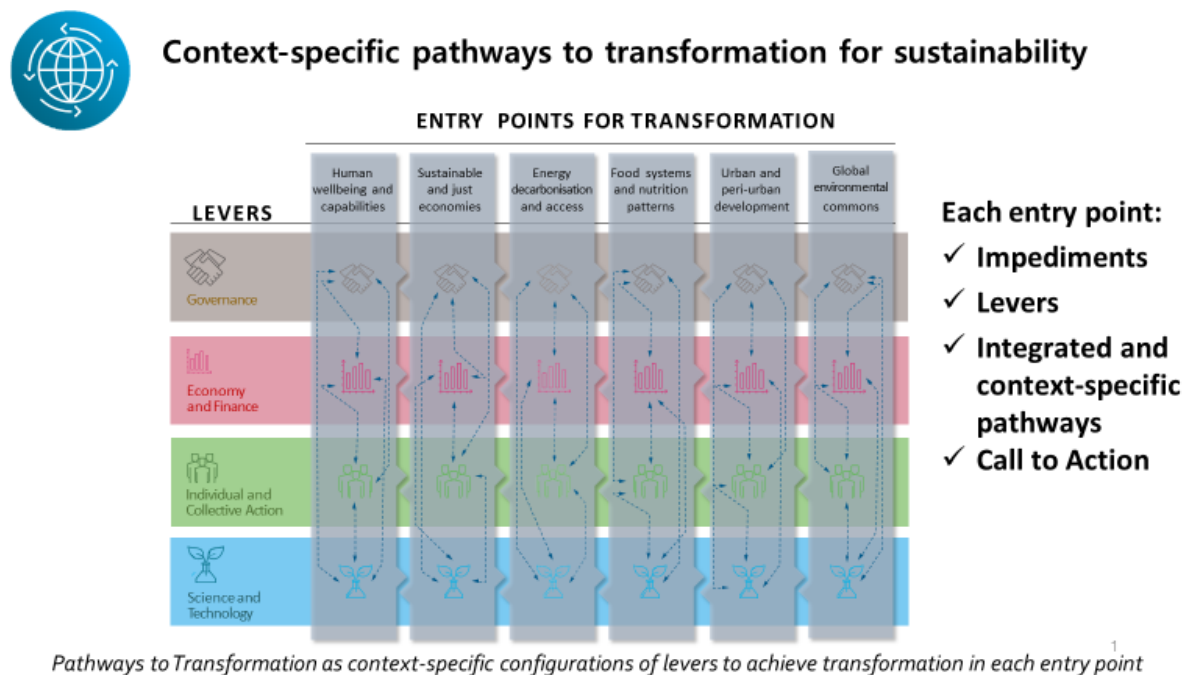 Context-specific pathways to transformation for sustainability
ENTRY POINTS FOR TRANSFORMATION
LEVERS
Human
wellbeing and
capabilities
Sustainable
and just
economies
Energy
decarbonisation
and access
Food systems
and nutrition
patterns
Urban and
peri-urban
development
Global
environmental
commons
Governance
Economy
and Finance
Individual and
Collective Action
Science and
Technology
Each entry point:
✓ Impediments
✓ Levers
✓ Integrated and
context-specific
pathways
✓ Call to Action
1
Pathways to Transformation as context-specific configurations of levers to achieve transformation in each entry point